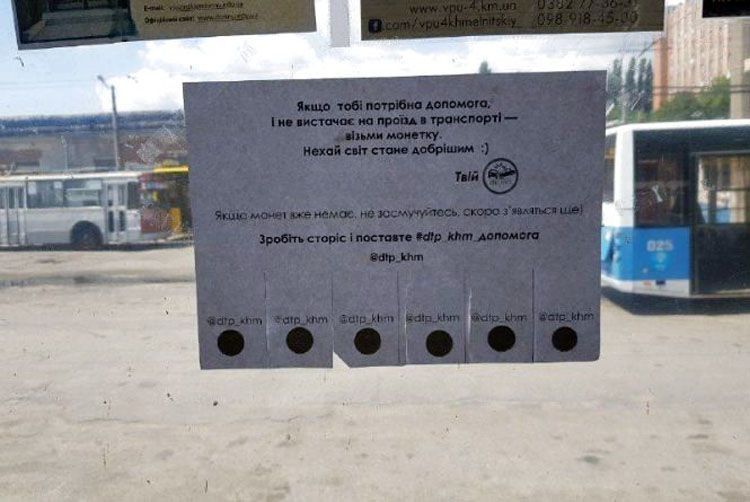 www.vpu-4.km.ua
.com/vpu4khmelnitskiy
098-918-45-00
Якщо тобі потрібна допомога,
і не вистачає на проїзд в транспорті —
візьми монетку.
Нехай світ стане добрішим :)
Твій
Якщо монет вже немає, не засмучуйтесь, скоро з'являться ще)
Зробіть сторіс і поставте #dtp_khm_допомога
@dtp_khm
@dtp_khm @dtp_khm @dtp_khm @dtp_khm @dtp_khm @dtp_khm
025